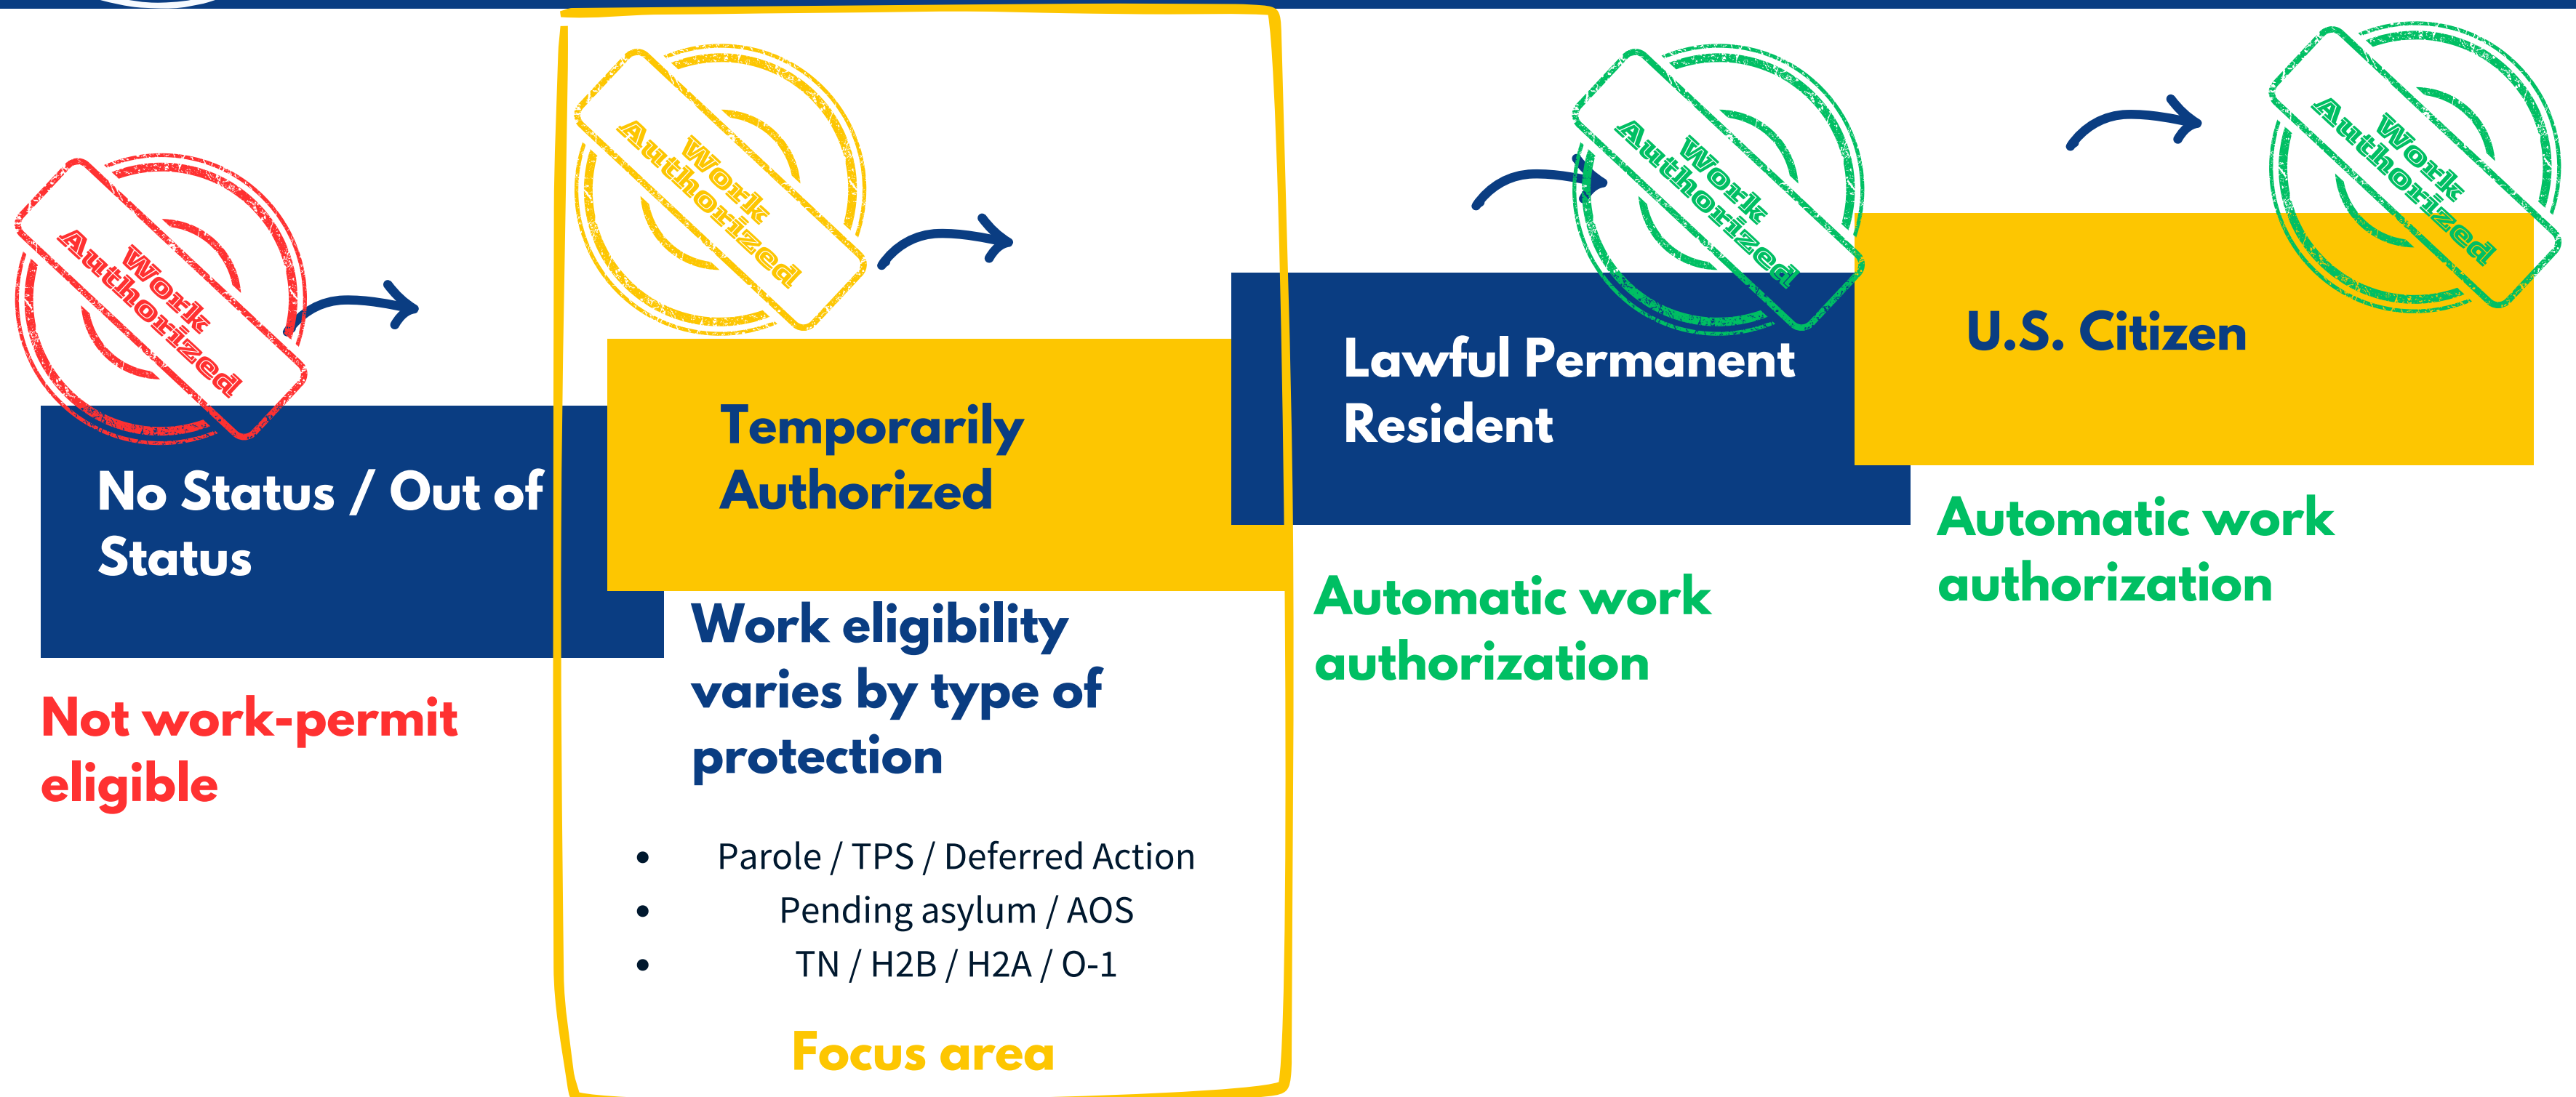 Work
Authorized
No Status / Out of
Status
Not work-permit
eligible
Work
Authorized
Temporarily
Authorized
Work eligibility
varies by type of
protection
• Parole / TPS / Deferred Action
• Pending asylum / AOS
• TN / H2B / H2A / O-1
Focus area
Work
Authorized
Lawful Permanent
Resident
Automatic work
authorization
Work
Authorized
U.S. Citizen
Automatic work
authorization